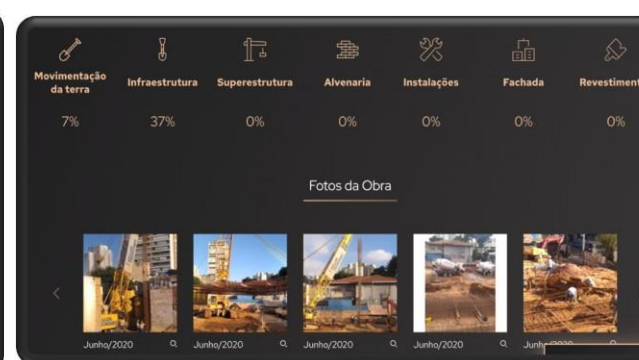 Movimentação
da terra
Infraestrutura
Superestrutura
Alvenaria
Instalações
Fachada
7%
37%
0%
0%
0%
0%
0%
Fotos da Obra
Junho/2020
Junho/2020
Junho/2020
Junho/2020